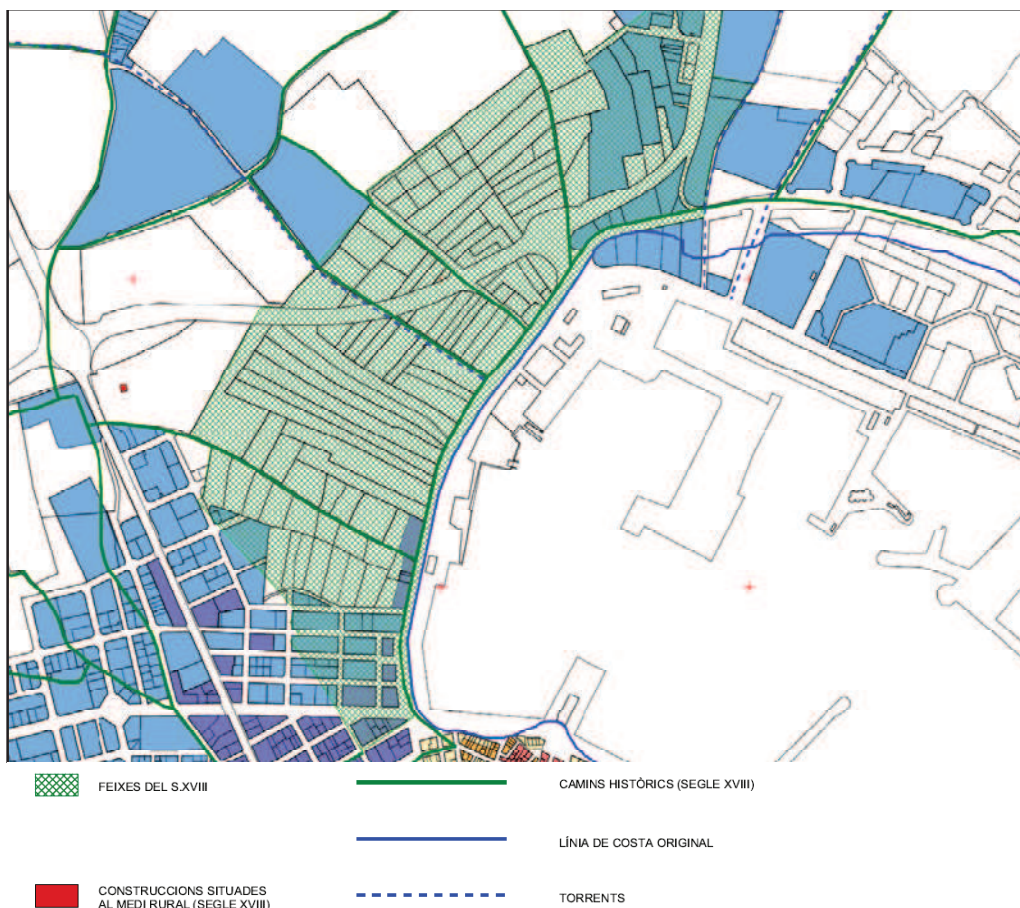 FEIXES DEL S.XVIII
CAMINS HISTÒRICS (SEGLE XVIII)
LÍNIA DE COSTA ORIGINAL
CONSTRUCCIONS SITUADES
AL MEDI RURAL (SEGLE XVIII)
TORRENTS